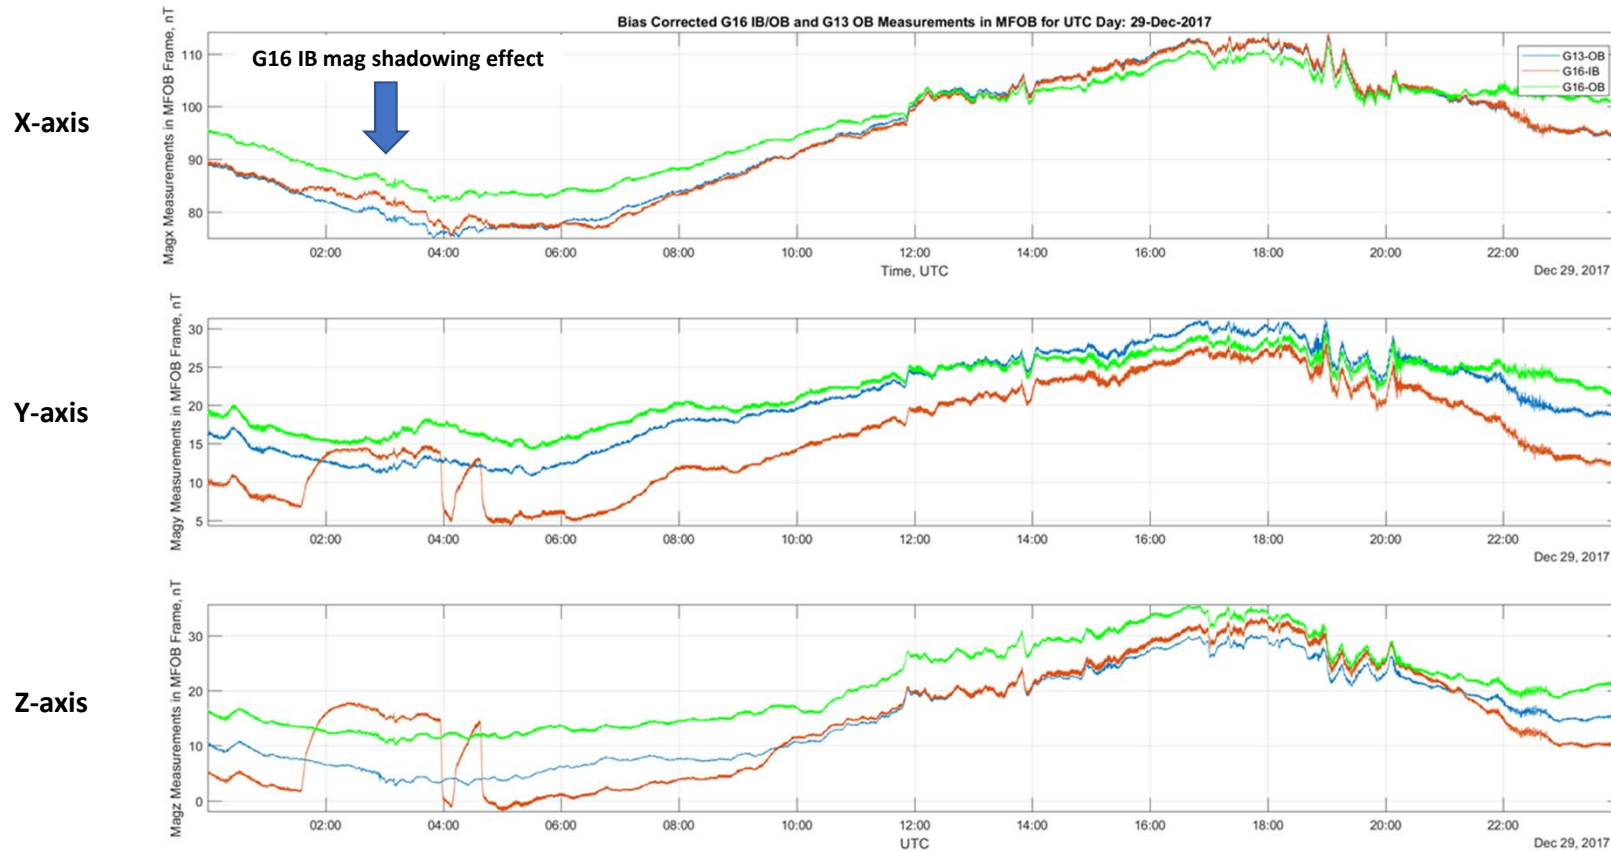 Bias Corrected G16 IB/OB and G13 OB Measurements in MFOB for UTC Day: 29-Dec-2017
G16 IB mag shadowing effect
X-axis
Magx Measurements in MFOB Frame, nT
110
100
90
80
G13-OB
G16-IB
G16-OB
02:00 04:00 06:00 08:00 10:00 12:00 14:00 16:00 18:00 20:00 22:00
Time, UTC
Dec 29, 2017
Y-axis
Magy Measurements in MFOB Frame, nT
30
25
20
15
10
5
02:00 04:00 06:00 08:00 10:00 12:00 14:00 16:00 18:00 20:00 22:00
Dec 29, 2017
Z-axis
Magz Measurements in MFOB Frame, nT
30
20
10
0
02:00 04:00 06:00 08:00 10:00 12:00 14:00 16:00 18:00 20:00 22:00
UTC
Dec 29, 2017